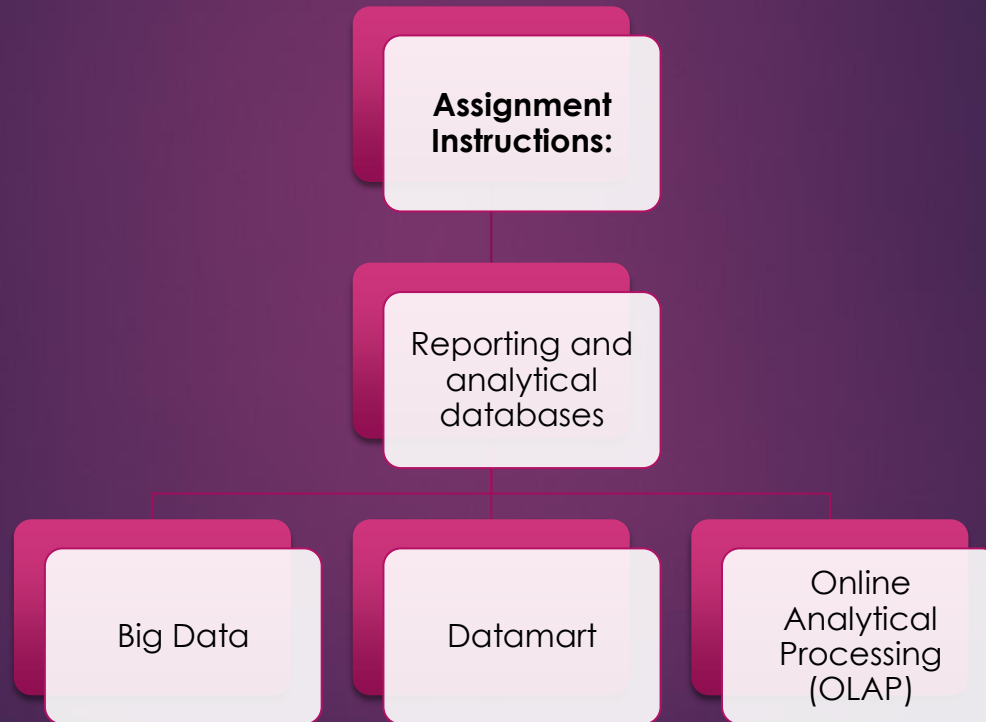 Assignment
Instructions:
Reporting and
analytical
databases
Big Data
Datamart
Online
Analytical
Processing
(OLAP)